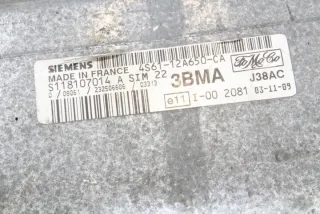 SIEMENS 4S61-12A650-CA FoMoCo
MADE IN FRANCE
S118107014 A SIM 22 3BMA J38AC
e11 I-00 2081 03-11-09